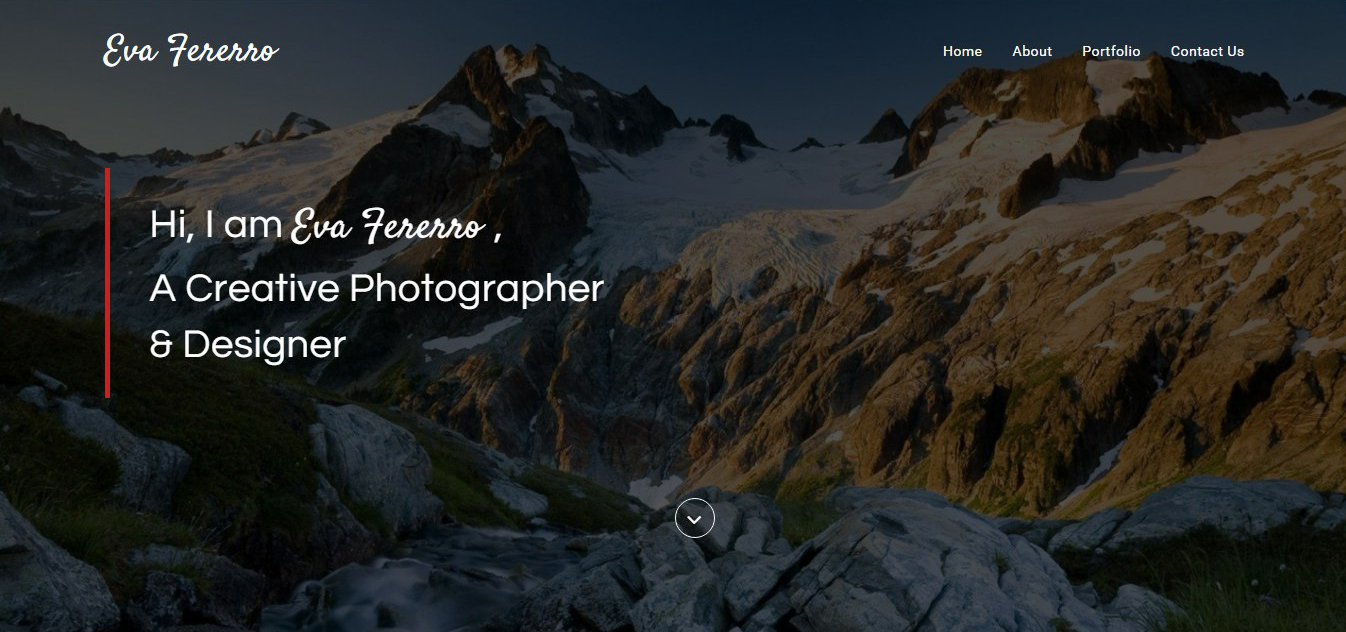 Eva Fererro
Home About Portfolio Contact Us
Hi, I am Eva Fererro ,
A Creative Photographer
& Designer